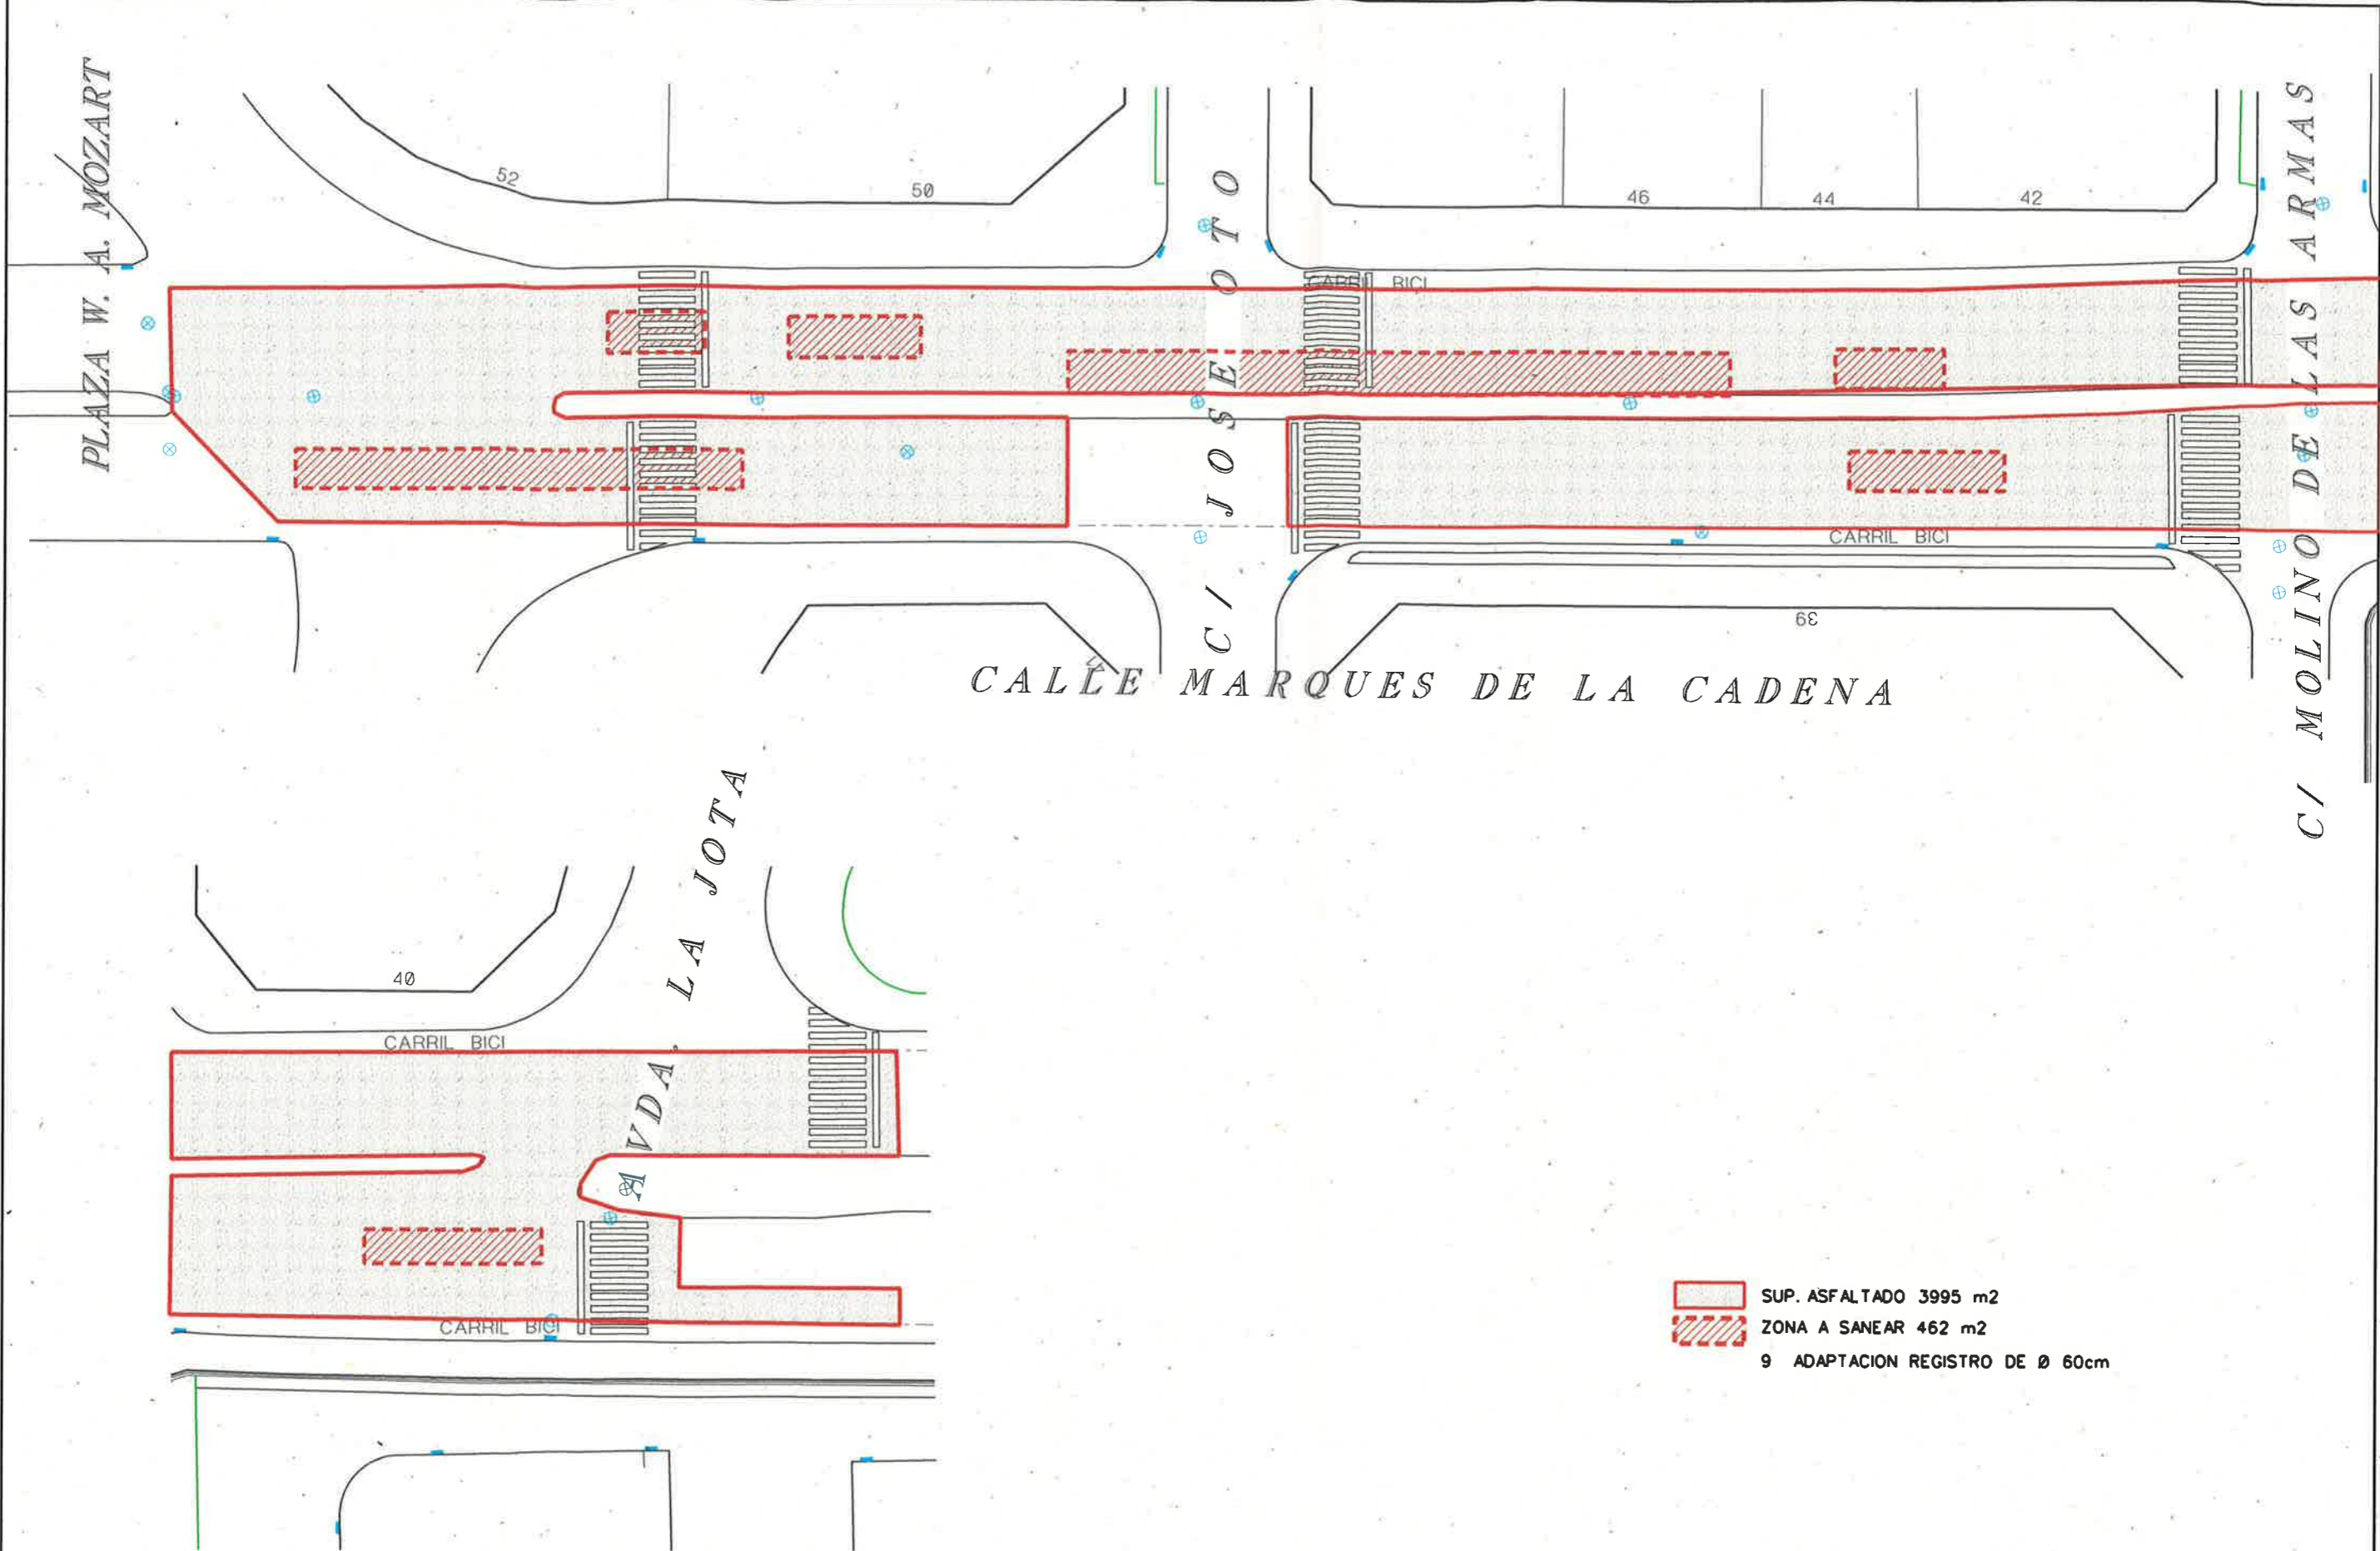 PLAZA W. A. MOZART
52
50
C/ JOSE OTO
46
44
42
C/ MOLINO DE LAS ARMAS
CARRIL BICI
CARRIL BICI
39
CALLE MARQUES DE LA CADENA
AVDA. LA JOTA
40
CARRIL BICI
CARRIL BICI
SUP. ASFALTADO 3995 m2
ZONA A SANEAR 462 m2
9 ADAPTACION REGISTRO DE Ø 60cm